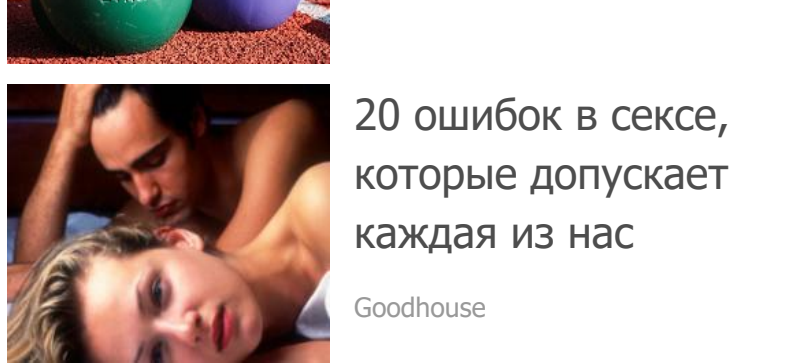 20 ошибок в сексе,
которые допускает
каждая из нас
Goodhouse